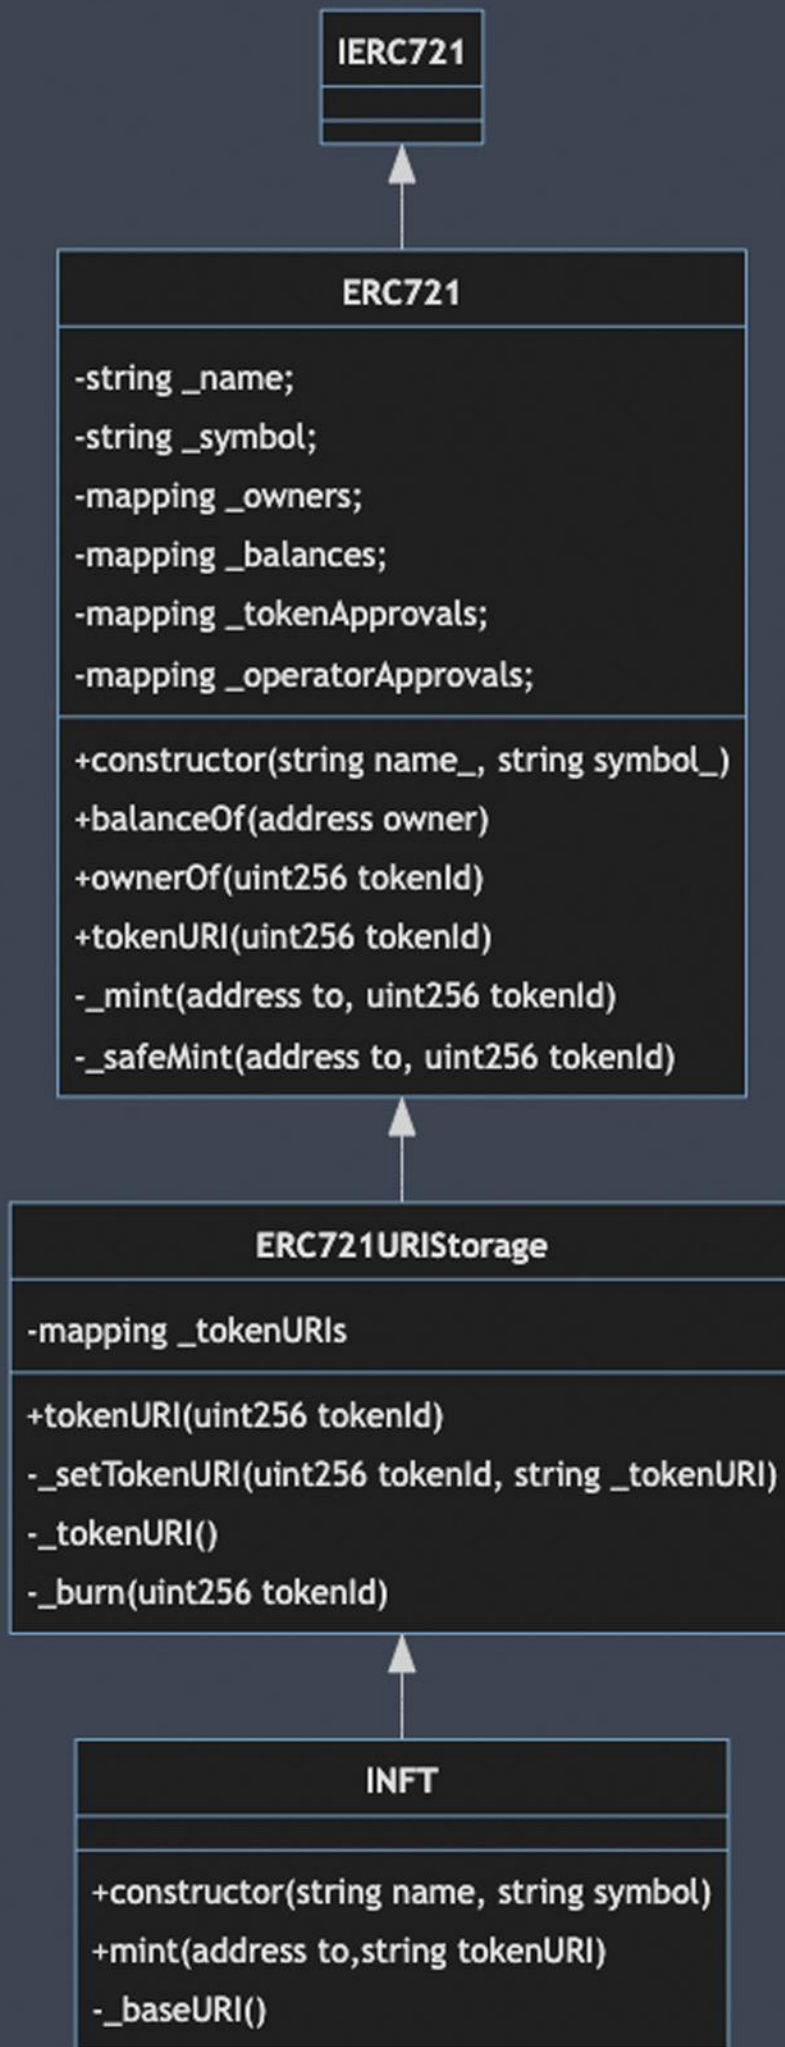 IERC721
ERC721
-string _name;
-string _symbol;
-mapping _owners;
-mapping _balances;
-mapping _tokenApprovals;
-mapping _operatorApprovals;
+constructor(string name_, string symbol_)
+balanceOf(address owner)
+ownerOf(uint256 tokenId)
+tokenURI(uint256 tokenId)
-_mint(address to, uint256 tokenId)
-_safeMint(address to, uint256 tokenId)
ERC721URIStorage
-mapping _tokenURIs
+tokenURI(uint256 tokenId)
-_setTokenURI(uint256 tokenId, string _tokenURI)
-_tokenURI()
-_burn(uint256 tokenId)
INFT
+constructor(string name, string symbol)
+mint(address to,string tokenURI)
-_baseURI()